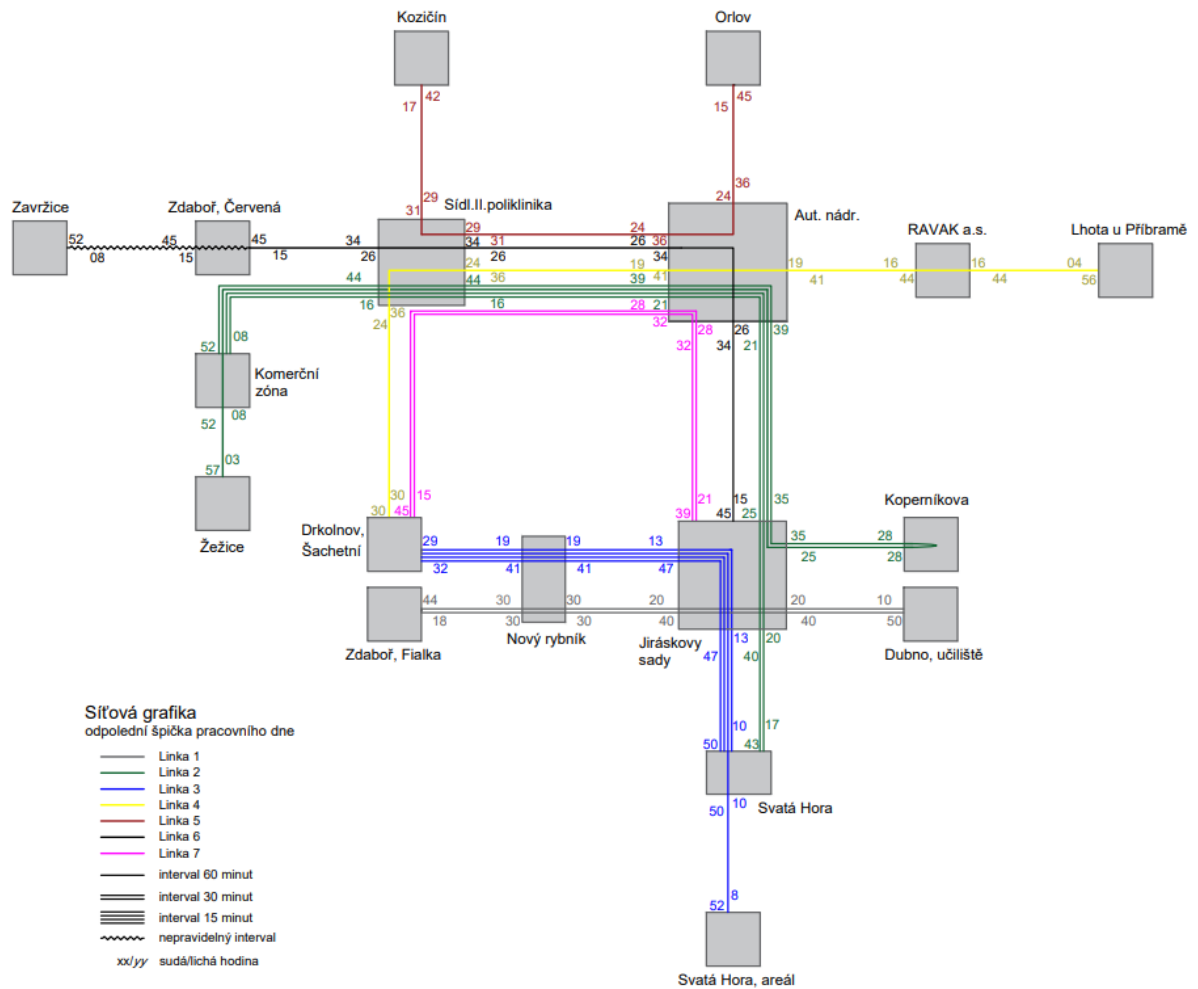 Kozičín
Orlov
42
17
45
15
29
31
36
24
Závržice
Zdaboř, Červená
Sídl.II.poliklinika
Aut. nádr.
RAVAK a.s.
Lhota u Příbramě
52
08
45
15
45
15
34
26
29
34
31
26
24
36
44
16
24
26
36
34
19
41
39
21
28
32
19
41
16
44
16
44
04
56
44
16
36
24
28
32
26
34
39
21
52
08
Komerční
zóna
52
08
57
03
Žežice
30
30
15
45
21
39
15
45
35
25
Koperníkova
Drkolnov,
Šachetní
29
32
19
41
19
41
13
47
35
25
28
28
44
18
30
30
30
30
20
40
20
40
10
50
Zdaboř, Fialka
Nový rybník
Jiráskovy
sady
Dubno, učiliště
13
47
20
40
10
50
17
43
Svatá Hora
10
50
8
52
Svatá Hora, areál
Síťová grafika
odpolední špička pracovního dne
Linka 1
Linka 2
Linka 3
Linka 4
Linka 5
Linka 6
Linka 7
interval 60 minut
interval 30 minut
interval 15 minut
nepravidelný interval
xx/yy sudá/lichá hodina